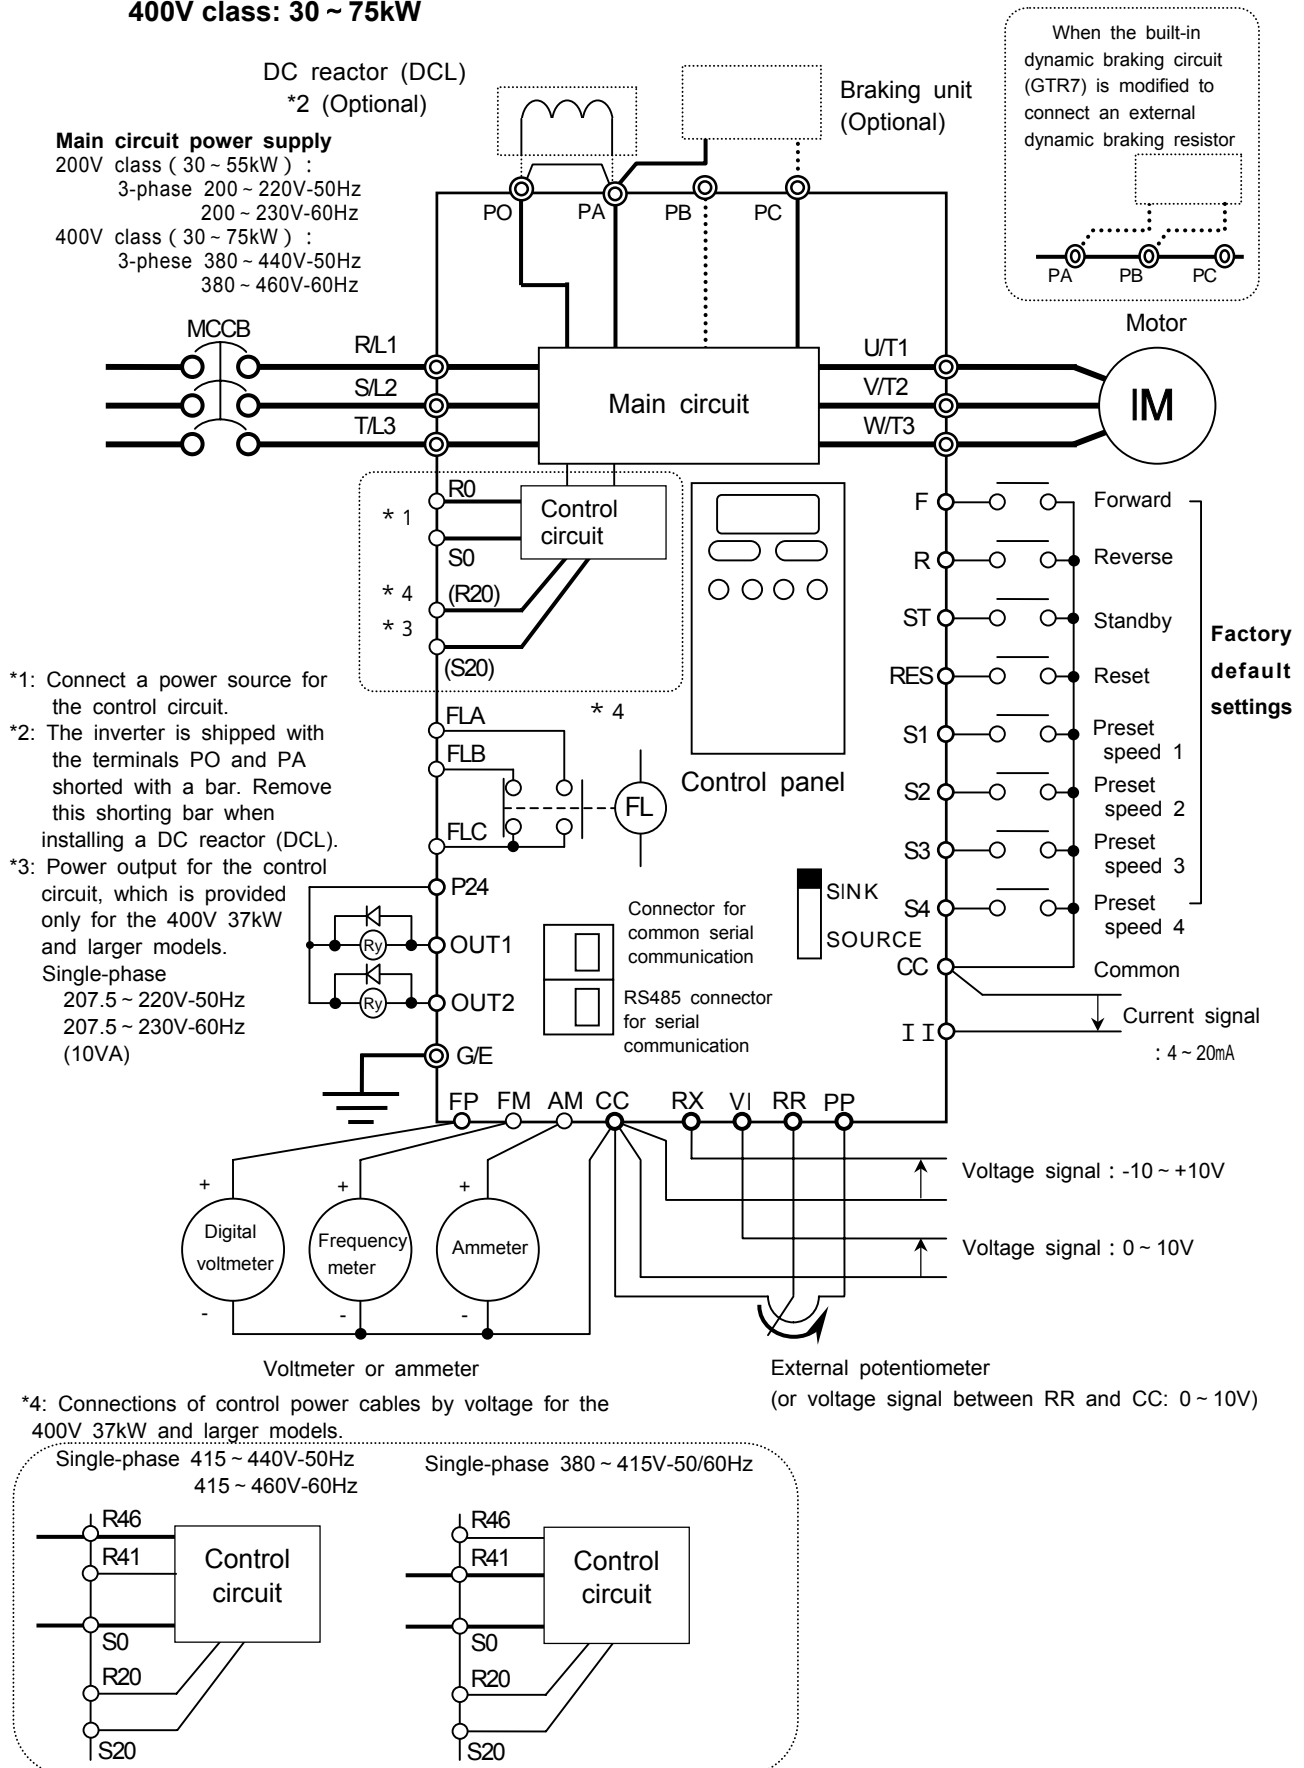 400V class: 30 ~ 75kW
DC reactor (DCL)
*2 (Optional)
Braking unit
(Optional)
When the built-in
dynamic braking circuit
(GTR7) is modified to
connect an external
dynamic braking resistor
PA
PB
PC
Main circuit power supply
200V class ( 30 ~ 55kW ) :
3-phase 200 ~ 220V-50Hz
200 ~ 230V-60Hz
400V class ( 30 ~ 75kW ) :
3-phese 380 ~ 440V-50Hz
380 ~ 460V-60Hz
PO
PA
PB
PC
MCCB
R/L1
S/L2
T/L3
Main circuit
U/T1
V/T2
W/T3
Motor
IM
R0
* 1
S0
Control
circuit
* 4
(R20)
* 3
(S20)
* 4
F
Forward
R
Reverse
ST
Standby
RES
Reset
S1
Preset
speed 1
S2
Preset
speed 2
S3
Preset
speed 3
S4
Preset
speed 4
CC
Common
Factory
default
settings
Current signal
: 4 ~ 20mA
II
*1: Connect a power source for
the control circuit.
*2: The inverter is shipped with
the terminals PO and PA
shorted with a bar. Remove
this shorting bar when
installing a DC reactor (DCL).
*3: Power output for the control
circuit, which is provided
only for the 400V 37kW
and larger models.
Single-phase
207.5 ~ 220V-50Hz
207.5 ~ 230V-60Hz
(10VA)
FLA
FLB
FLC
FL
Control panel
P24
Ry
OUT1
Ry
OUT2
G/E
SINK
SOURCE
Connector for
common serial
communication
RS485 connector
for serial
communication
FP
FM
AM
CC
RX
VI
RR
PP
+
+
+
Digital
voltmeter
Frequency
meter
Ammeter
-
-
-
Voltage signal : -10 ~ +10V
Voltage signal : 0 ~ 10V
Voltmeter or ammeter
External potentiometer
(or voltage signal between RR and CC: 0 ~ 10V)
*4: Connections of control power cables by voltage for the
400V 37kW and larger models.
Single-phase 415 ~ 440V-50Hz
415 ~ 460V-60Hz
R46
R41
Control
circuit
S0
R20
S20
Single-phase 380 ~ 415V-50/60Hz
R46
R41
Control
circuit
S0
R20
S20